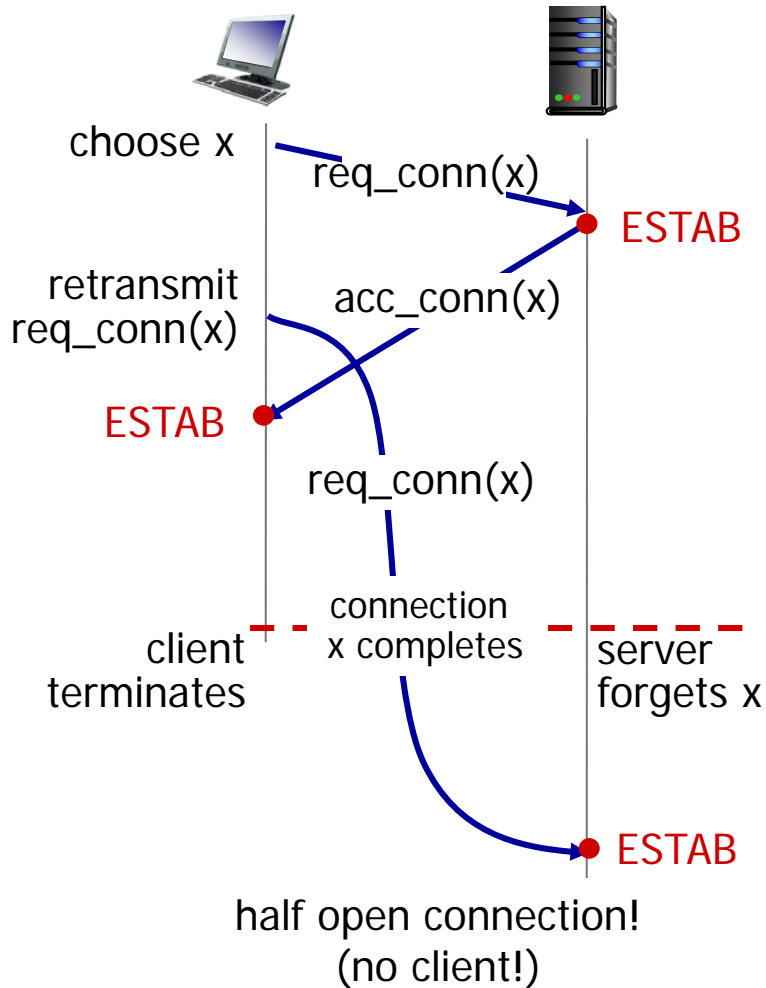 choose x
req_conn(x)
ESTAB
retransmit
req_conn(x)
acc_conn(x)
ESTAB
req_conn(x)
connection
x completes
client
terminates
server
forgets x
ESTAB
half open connection!
(no client!)